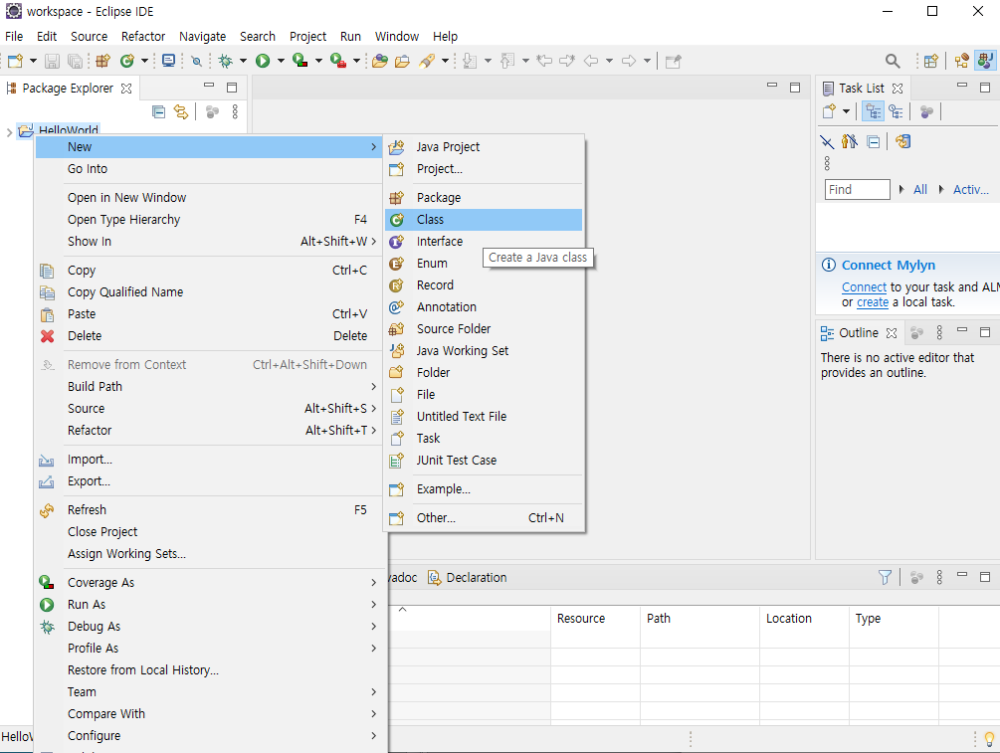 workspace - Eclipse IDE
File Edit Source Refactor Navigate Search Project Run Window Help
Package Explorer
HelloWorld
New
Go Into
Open in New Window
Open Type Hierarchy F4
Show In Alt+Shift+W
Copy Ctrl+C
Copy Qualified Name
Paste Ctrl+V
Delete Delete
Remove from Context Ctrl+Alt+Shift+Down
Build Path
Source Alt+Shift+S
Refactor Alt+Shift+T
Import...
Export...
Refresh F5
Close Project
Assign Working Sets...
Coverage As
Run As
Debug As
Profile As
Restore from Local History...
Team
Compare With
Configure
Java Project
Project...
Package
Class
Interface
Create a Java class
Enum
Record
Annotation
Source Folder
Java Working Set
Folder
File
Untitled Text File
Task
JUnit Test Case
Example...
Other... Ctrl+N
Task List
Find All Activ...
Connect Mylyn
Connect to your task and ALM
or create a local task.
Outline
There is no active editor that
provides an outline.
vadoc Declaration
Resource Path Location Type